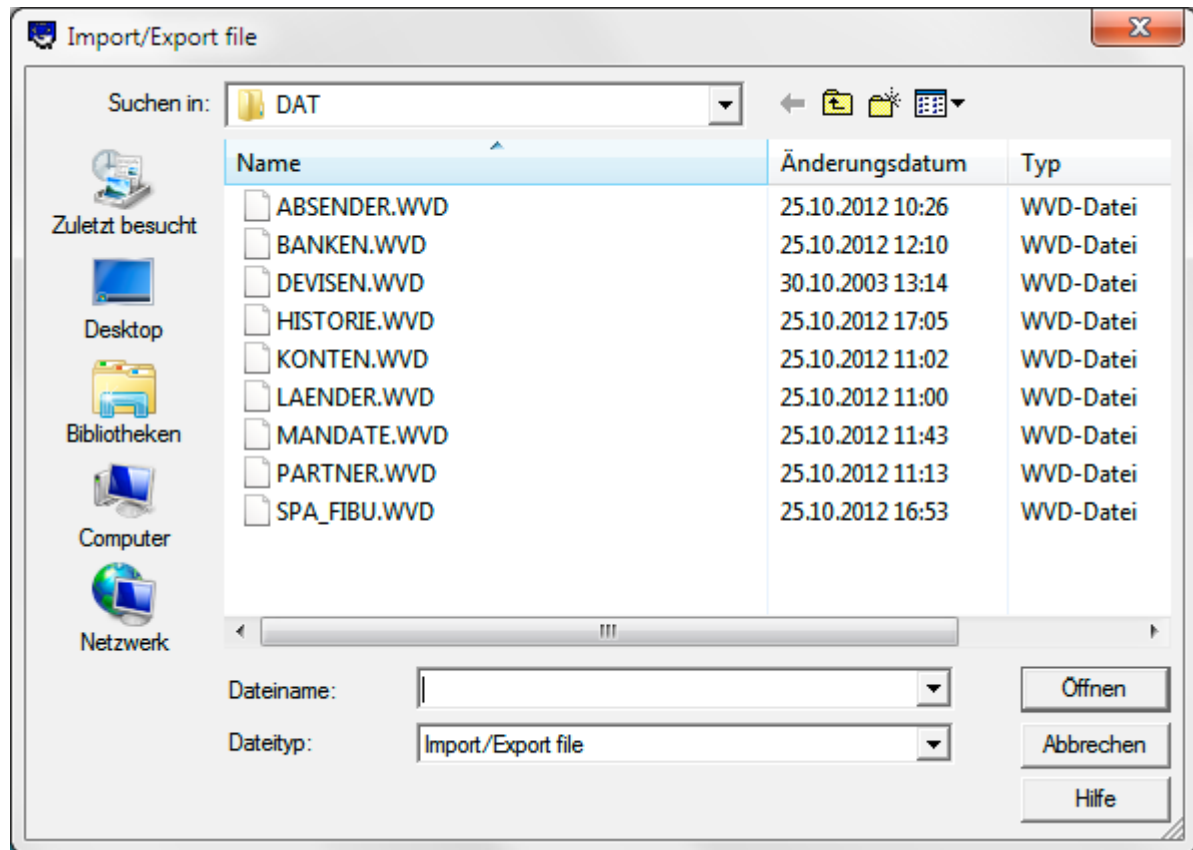 Import/Export file
Suchen in: DAT
Name Änderungsdatum Typ
ABSENDER.WVD 25.10.2012 10:26 WVD-Datei
BANKEN.WVD 25.10.2012 12:10 WVD-Datei
DEVISEN.WVD 30.10.2003 13:14 WVD-Datei
HISTORIE.WVD 25.10.2012 17:05 WVD-Datei
KONTEN.WVD 25.10.2012 11:02 WVD-Datei
LAENDER.WVD 25.10.2012 11:00 WVD-Datei
MANDATE.WVD 25.10.2012 11:43 WVD-Datei
PARTNER.WVD 25.10.2012 11:13 WVD-Datei
SPA_FIBU.WVD 25.10.2012 16:53 WVD-Datei
Zuletzt besucht
Desktop
Bibliotheken
Computer
Netzwerk
Dateiname: Öffnen
Dateityp: Import/Export file Abbrechen
Hilfe